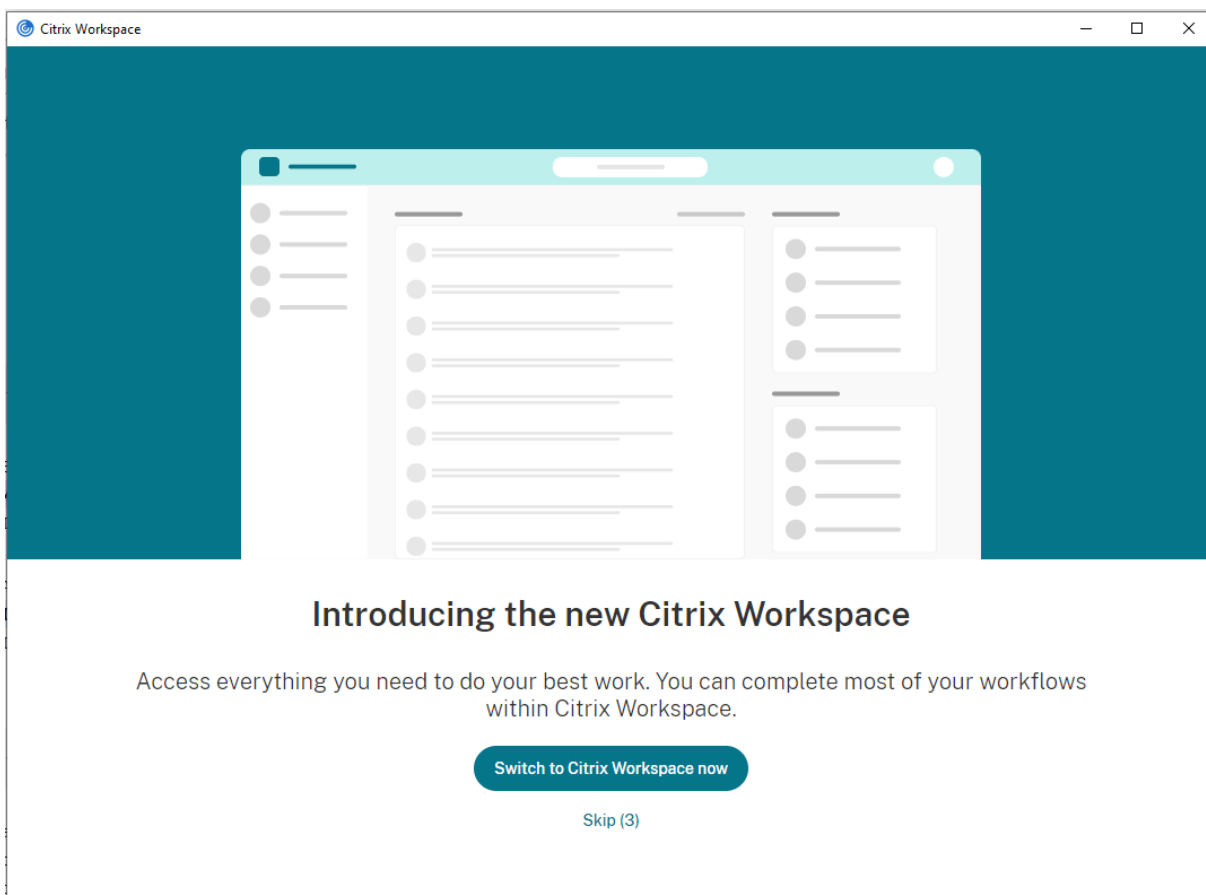 Citrix Workspace
Introducing the new Citrix Workspace
Access everything you need to do your best work. You can complete most of your workflows
within Citrix Workspace.
Switch to Citrix Workspace now
Skip (3)